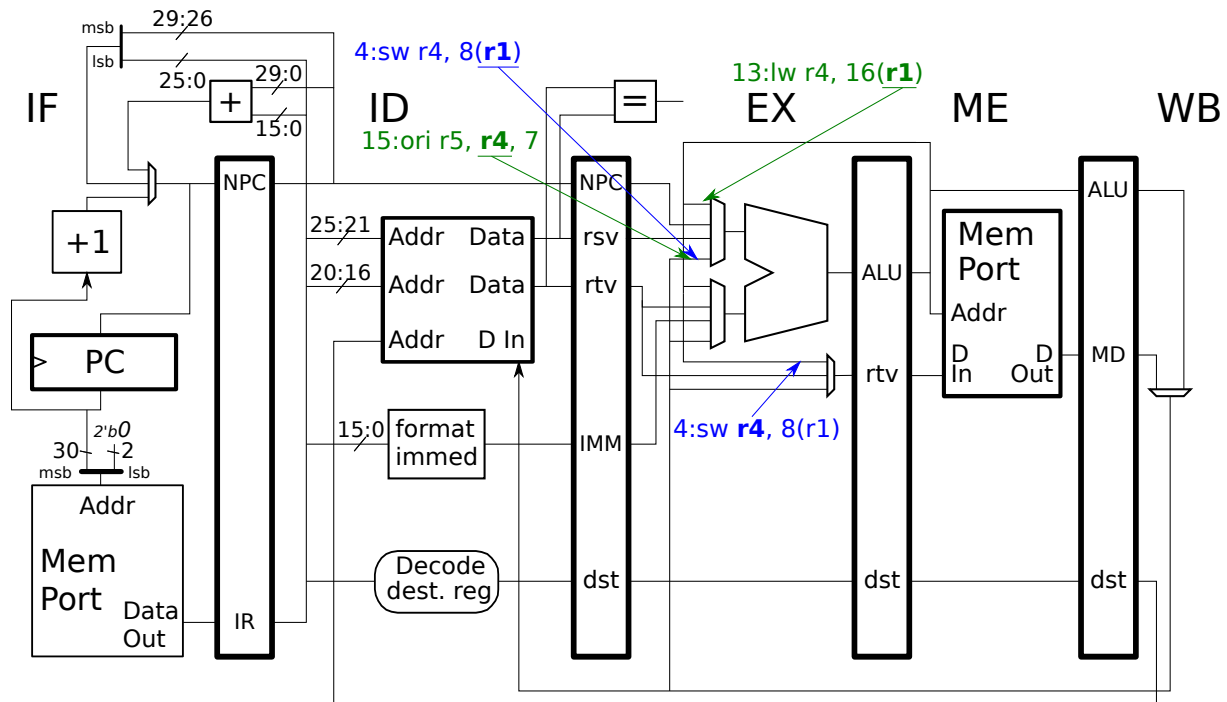 msb
29:26
lsb
25:0
29:0
15:0
+
IF
ID
EX
ME
WB
4:sw r4, 8(r1)
13:lw r4, 16(r1)
15:ori r5, r4, 7
=
NPC
NPC
ALU
+1
25:21
Addr
Data
rsv
20:16
Addr
Data
rtv
ALU
Mem
Port
Addr
Addr
D In
PC
D
In
D
Out
MD
rtv
4:sw r4, 8(r1)
15:0
format
immed
IMM
2'b0
30
2
msb
lsb
Addr
Mem
Port
Data
Out
IR
Decode
dest. reg
dst
dst
dst